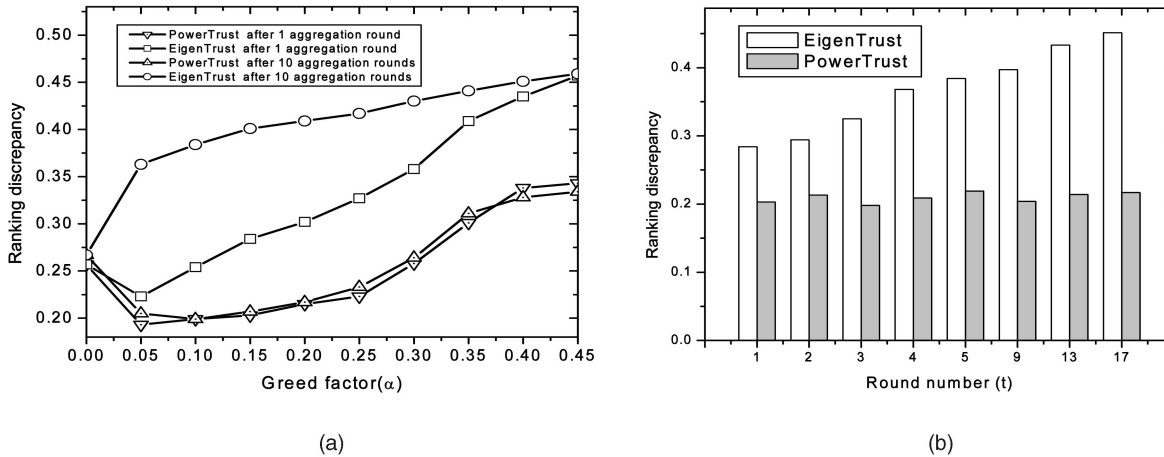 PowerTrust after 1 aggregation round
EigenTrust after 1 aggregation round
PowerTrust after 10 aggregation rounds
EigenTrust after 10 aggregation rounds
0.50
0.45
0.40
0.35
0.30
0.25
0.20
Ranking discrepancy
0.00 0.05 0.10 0.15 0.20 0.25 0.30 0.35 0.40 0.45
Greed factor(α)
(a)
EigenTrust
PowerTrust
0.4
0.3
0.2
0.1
0.0
Ranking discrepancy
1 2 3 4 5 9 13 17
Round number (t)
(b)